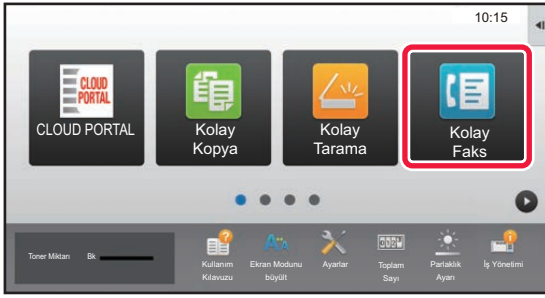 10:15
CLOUD
PORTAL
CLOUD PORTAL
Kolay
Kopya
Kolay
Tarama
Kolay
Faks
Toner Miktarı
Bk
Kullanım
Kılavuzu
Ekran Modunu
büyült
Ayarlar
Toplam
Sayı
Parlaklık
Ayarı
İş Yönetimi